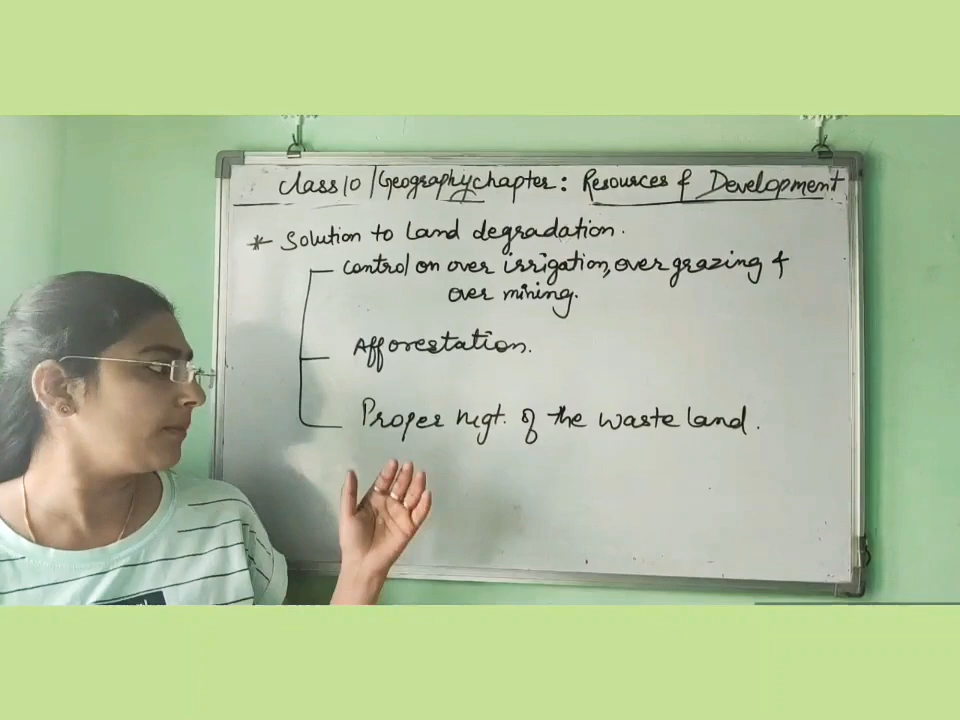 Class 10 / Geography chapter : Resources & Development
* Solution to Land degradation.
Control on over irrigation, over grazing &
over mining.
Afforestation.
Proper mgt. of the waste land.